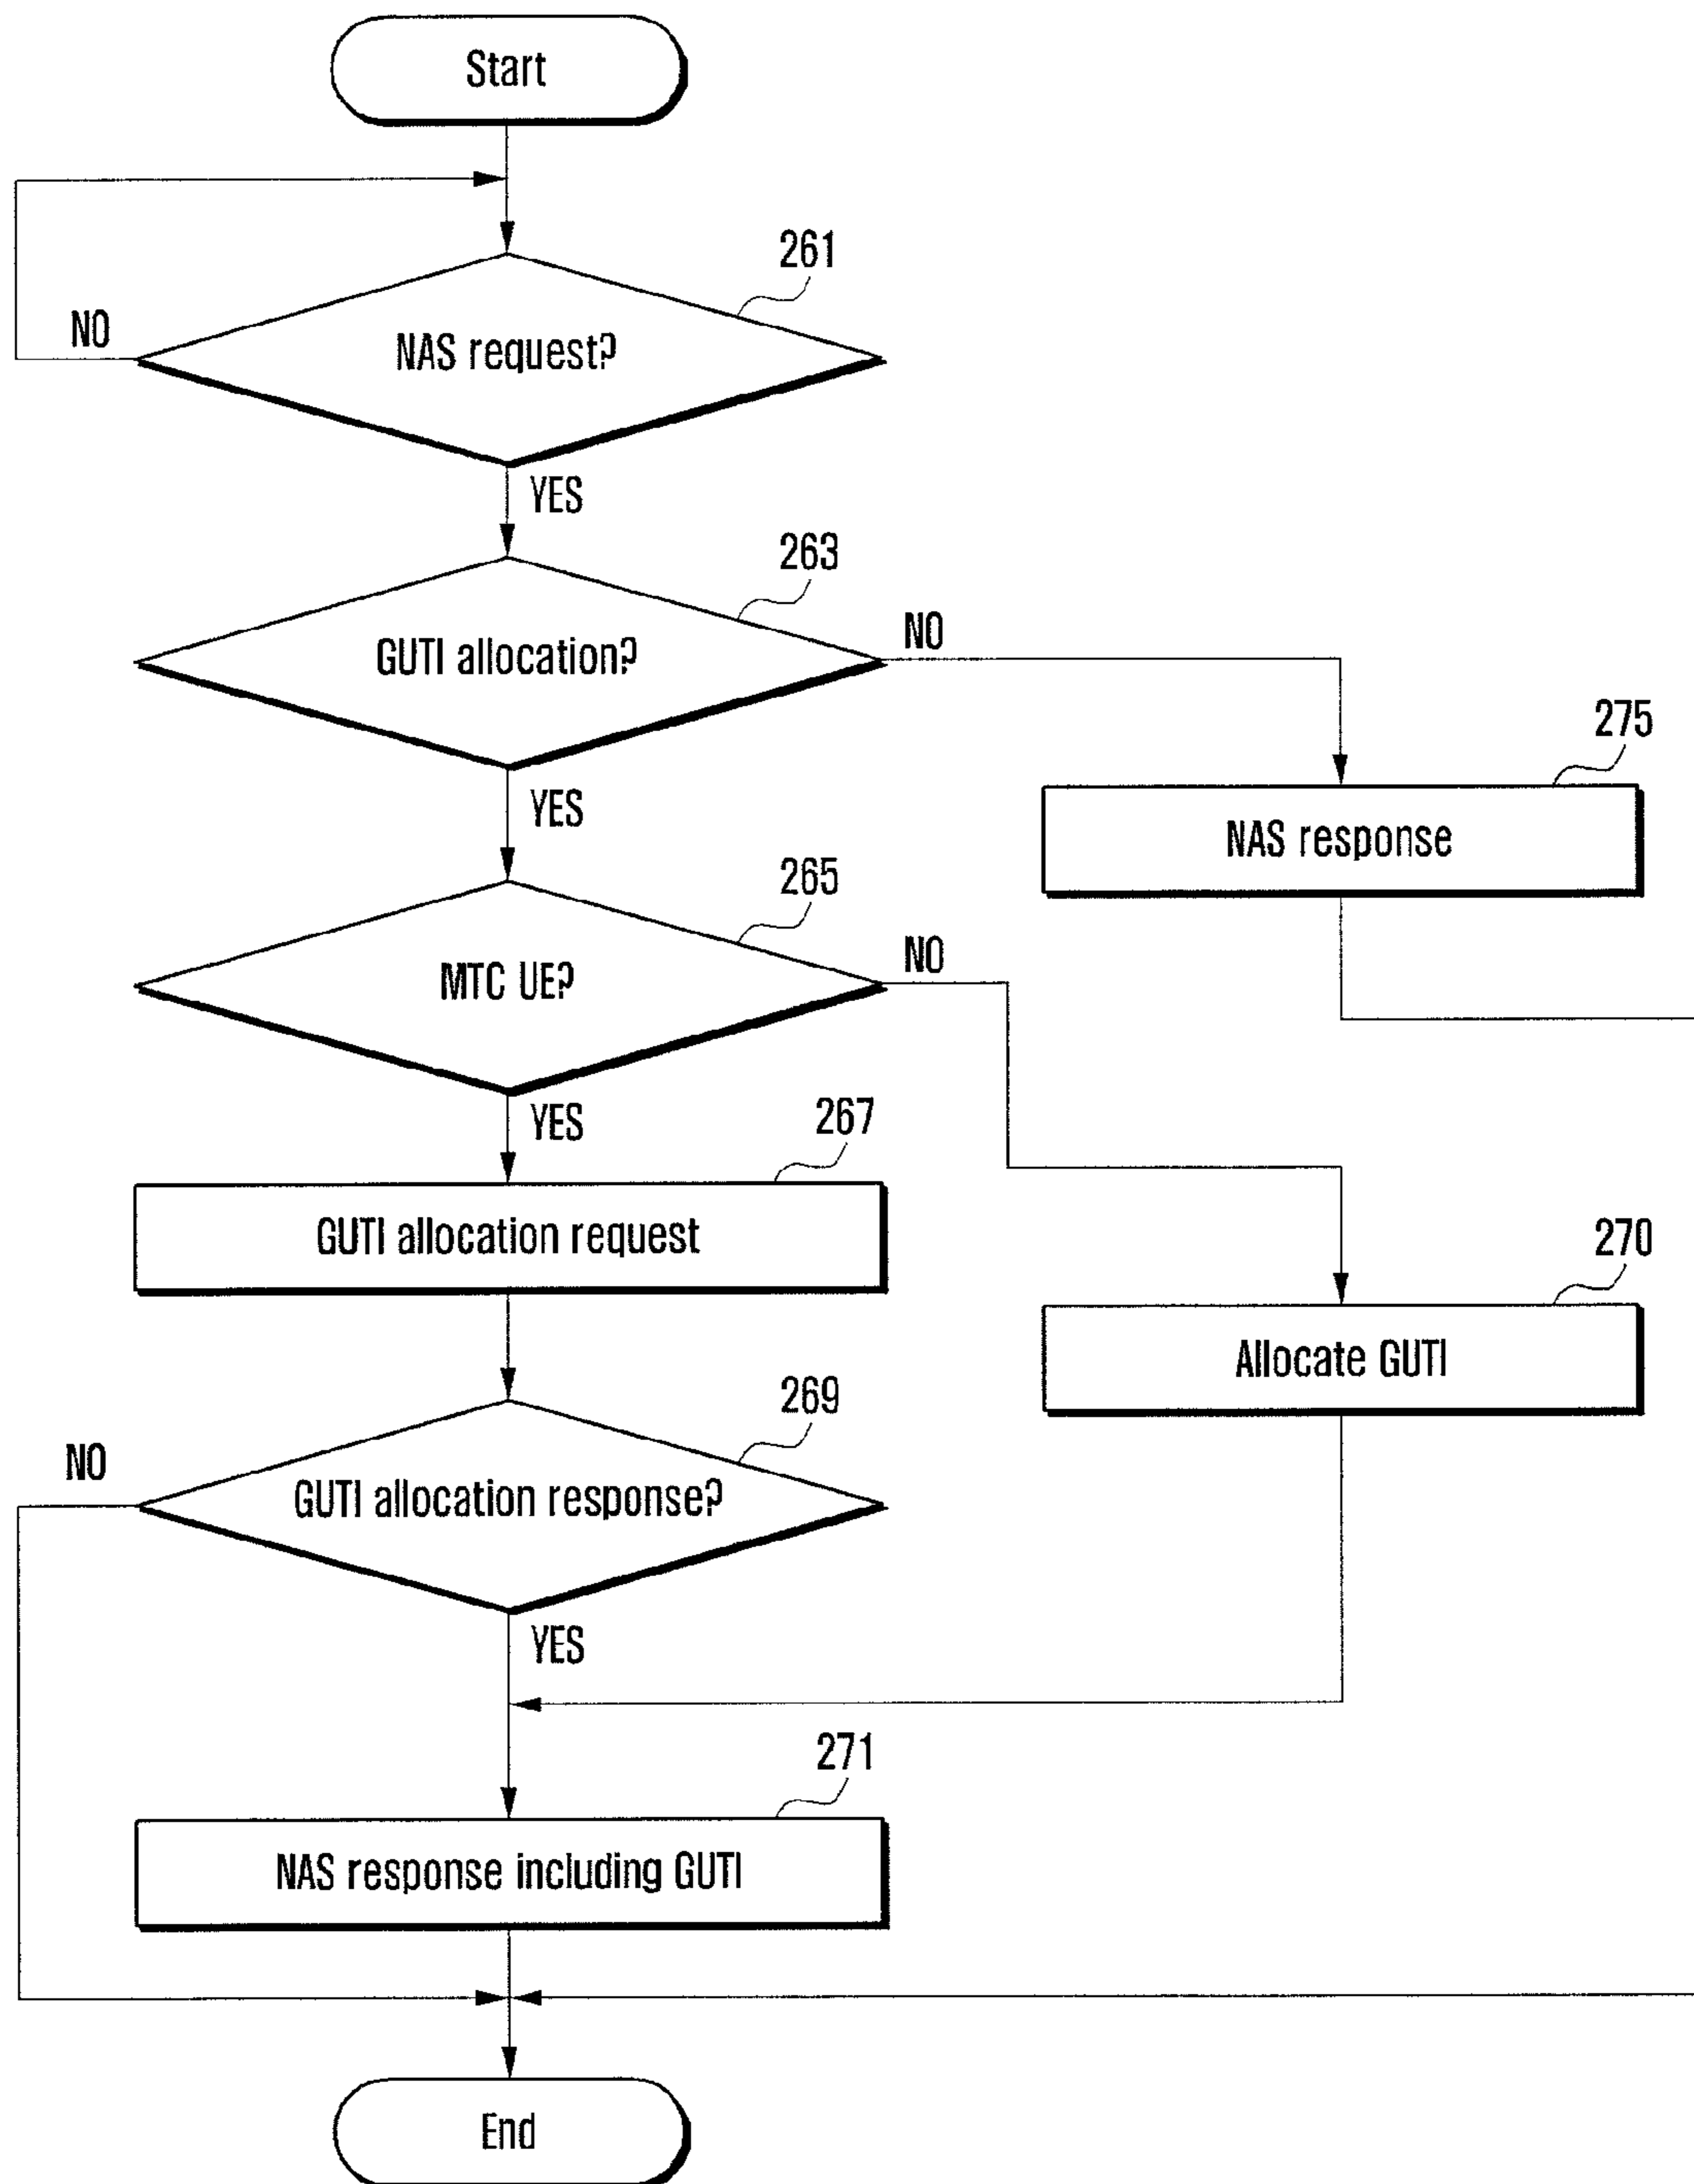 Start
261
NO
NAS request?
YES
263
NO
GUTI allocation?
275
YES
NAS response
265
NO
MTC UE?
YES
267
GUTI allocation request
270
Allocate GUTI
269
NO
GUTI allocation response?
YES
271
NAS response including GUTI
End